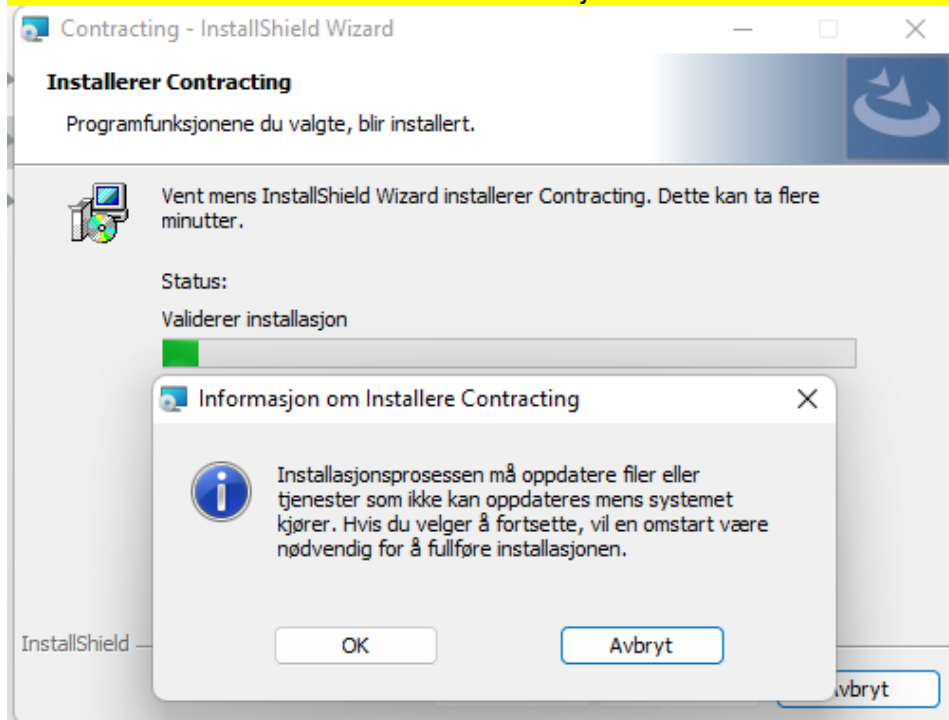 Contracting - InstallShield Wizard
Installerer Contracting
Programfunksjonene du valgte, blir installert.
Vent mens InstallShield Wizard installerer Contracting. Dette kan ta flere
minutter.
Status:
Validerer installasjon
Informasjon om Installere Contracting
Installasjonsprosessen må oppdatere filer eller
tjenester som ikke kan oppdateres mens systemet
kjører. Hvis du velger å fortsette, vil en omstart være
nødvendig for å fullføre installasjonen.
OK
Avbryt
InstallShield
Avbryt